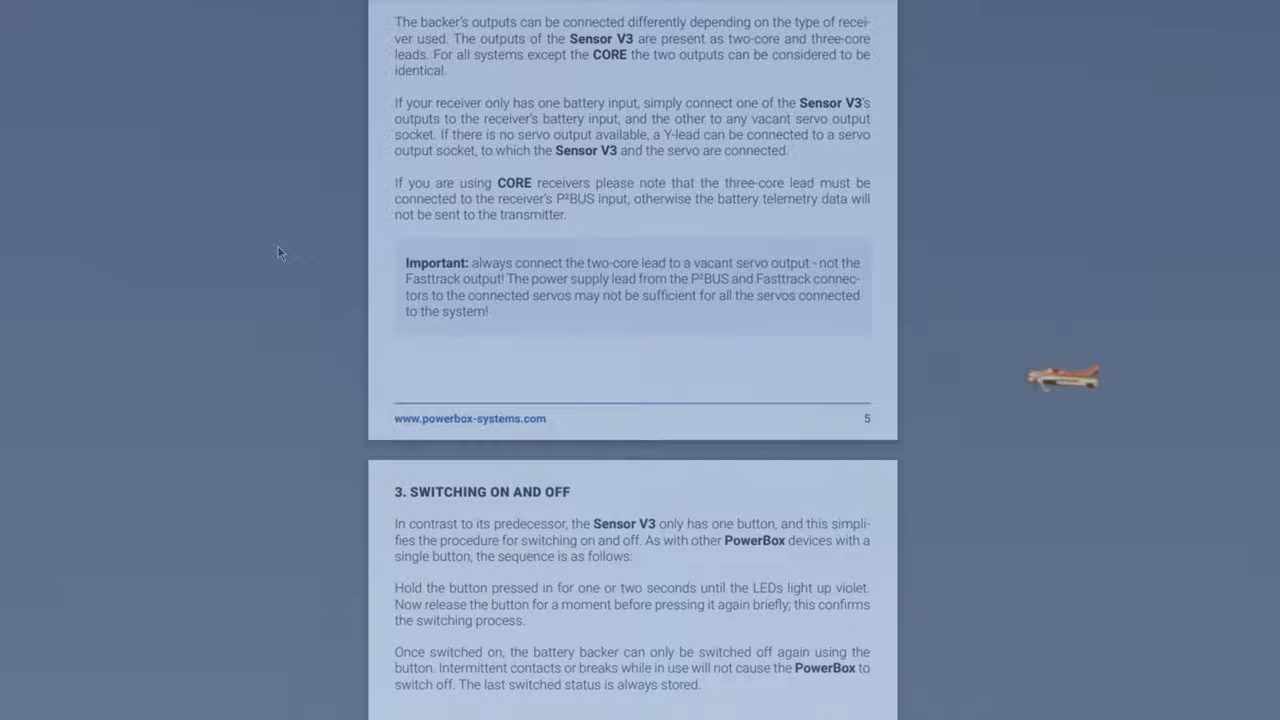 The backer's outputs can be connected differently depending on the type of recei-
ver used. The outputs of the Sensor V3 are present as two-core and three-core
leads. For all systems except the CORE the two outputs can be considered to be
identical.
If your receiver only has one battery input, simply connect one of the Sensor V3's
outputs to the receiver's battery input, and the other to any vacant servo output
socket. If there is no servo output available, a Y-lead can be connected to a servo
output socket, to which the Sensor V3 and the servo are connected.
If you are using CORE receivers please note that the three-core lead must be
connected to the receiver's P²BUS input, otherwise the battery telemetry data will
not be sent to the transmitter.
Important: always connect the two-core lead to a vacant servo output - not the
Fasttrack output! The power supply lead from the P²BUS and Fasttrack connec-
tors to the connected servos may not be sufficient for all the servos connected
to the system!
www.powerbox-systems.com 5
3. SWITCHING ON AND OFF
In contrast to its predecessor, the Sensor V3 only has one button, and this simpli-
fies the procedure for switching on and off. As with other PowerBox devices with a
single button, the sequence is as follows:
Hold the button pressed in for one or two seconds until the LEDs light up violet.
Now release the button for a moment before pressing it again briefly; this confirms
the switching process.
Once switched on, the battery backer can only be switched off again using the
button. Intermittent contacts or breaks while in use will not cause the PowerBox to
switch off. The last switched status is always stored.